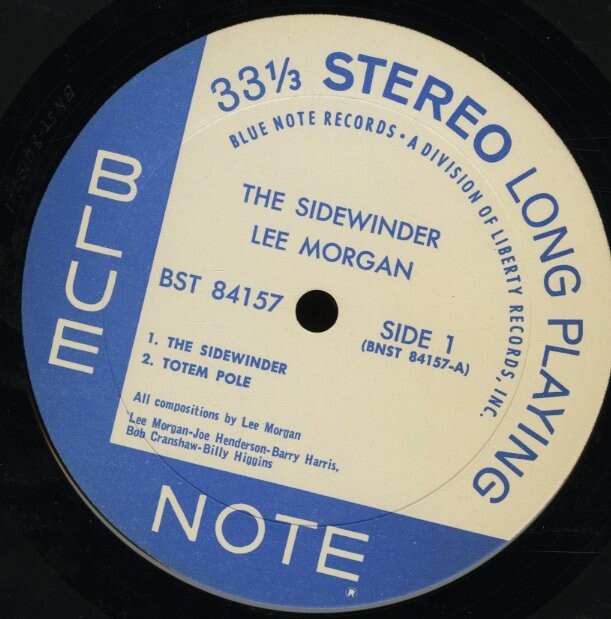 33⅓ STEREO LONG PLAYING
BLUE NOTE RECORDS • A DIVISION OF LIBERTY RECORDS, INC.
THE SIDEWINDER
LEE MORGAN
BST 84157
SIDE 1
(BNST 84157-A)
1. THE SIDEWINDER
2. TOTEM POLE
All compositions by Lee Morgan
Lee Morgan-Joe Henderson-Barry Harris,
Bob Cranshaw-Billy Higgins
BLUE
NOTE
®